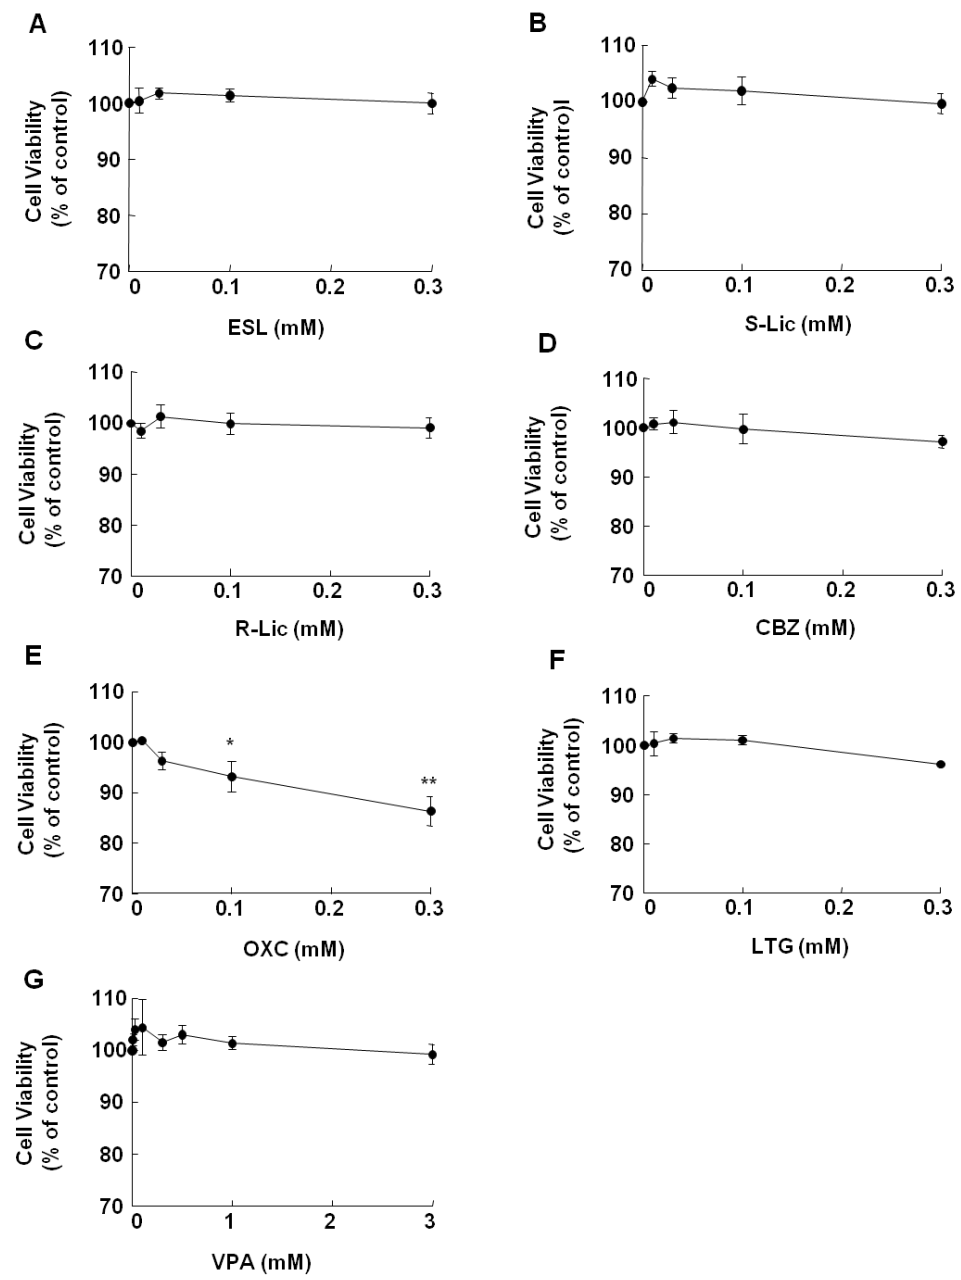 A
110
100
90
80
70
Cell Viability
(% of control)
0 0.1 0.2 0.3
ESL (mM)
B
110
100
90
80
70
Cell Viability
(% of contro)l
0 0.1 0.2 0.3
S-Lic (mM)
C
110
100
90
80
70
Cell Viability
(% of control)
0 0.1 0.2 0.3
R-Lic (mM)
D
110
100
90
80
70
Cell Viability
(% of control)
0 0.1 0.2 0.3
CBZ (mM)
E
110
100
90
80
70
Cell Viability
(% of control)
*
**
0 0.1 0.2 0.3
OXC (mM)
F
110
100
90
80
70
Cell Viability
(% of control)
0 0.1 0.2 0.3
LTG (mM)
G
110
100
90
80
70
Cell Viability
(% of control)
0 1 2 3
VPA (mM)